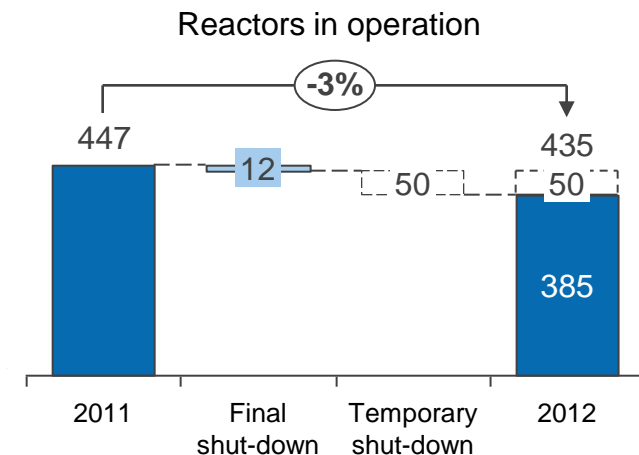 Reactors in operation
-3%
447
12
50
435
50
385
2011
Final
shut-down
Temporary
shut-down
2012